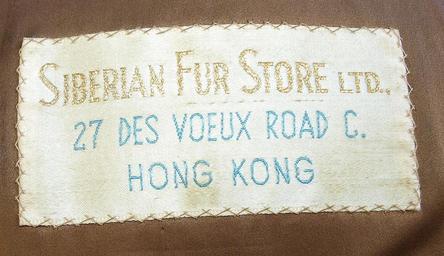 SIBERIAN FUR STORE LTD.,
27 DES VOEUX ROAD C.
HONG KONG